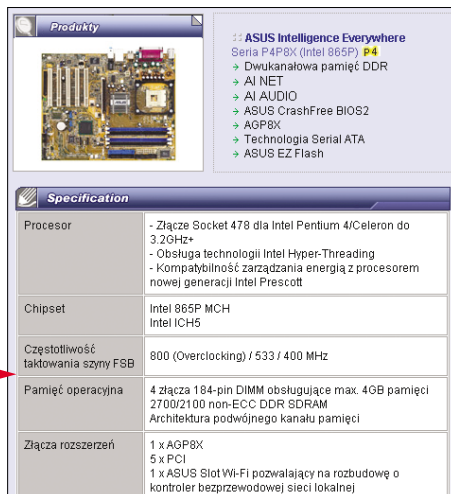 Produkty
ASUS Intelligence Everywhere
Seria P4P8X (Intel 865P) P4
Dwukanałowa pamięć DDR
AI NET
AI AUDIO
ASUS CrashFree BIOS2
AGP8X
Technologia Serial ATA
ASUS EZ Flash
Specification
Procesor
- Złącze Socket 478 dla Intel Pentium 4/Celeron do
3.2GHz+
- Obsługa technologii Intel Hyper-Threading
- Kompatybilność zarządzania energią z procesorem
nowej generacji Intel Prescott
Chipset
Intel 865P MCH
Intel ICH5
Częstotliwość
taktowania szyny FSB
800 (Overclocking) / 533 / 400 MHz
Pamięć operacyjna
4 złącza 184-pin DIMM obsługujące max. 4GB pamięci
2700/2100 non-ECC DDR SDRAM
Architektura podwójnego kanału pamięci
Złącza rozszerzeń
1 x AGP8X
5 x PCI
1 x ASUS Slot Wi-Fi pozwalający na rozbudowę o
kontroler bezprzewodowej sieci lokalnej